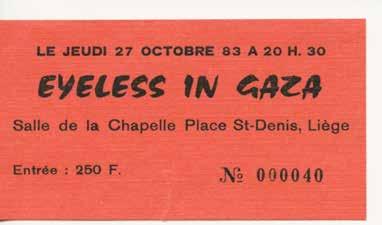 LE JEUDI 27 OCTOBRE 83 A 20 H. 30
EYELESS IN GAZA
Salle de la Chapelle Place St-Denis, Liège
Entrée : 250 F. № 000040